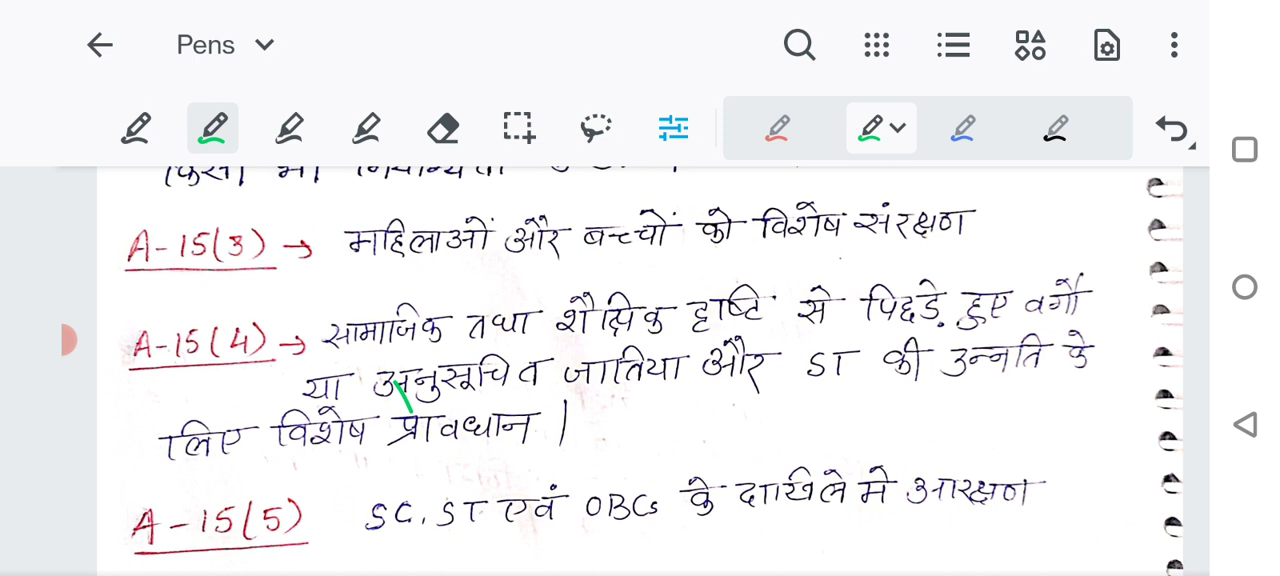 Pens
A-15(3) → महिलाओं और बच्चों को विशेष संरक्षण
A-15(4) → सामाजिक तथा शैक्षिक दृष्टि से पिछडे़ हुए वर्गों
या अनुसूचित जातिया और ST की उन्नति के
लिए विशेष प्रावधान |
A-15(5) SC, ST एवं OBCs के दाखिले मे आरक्षण